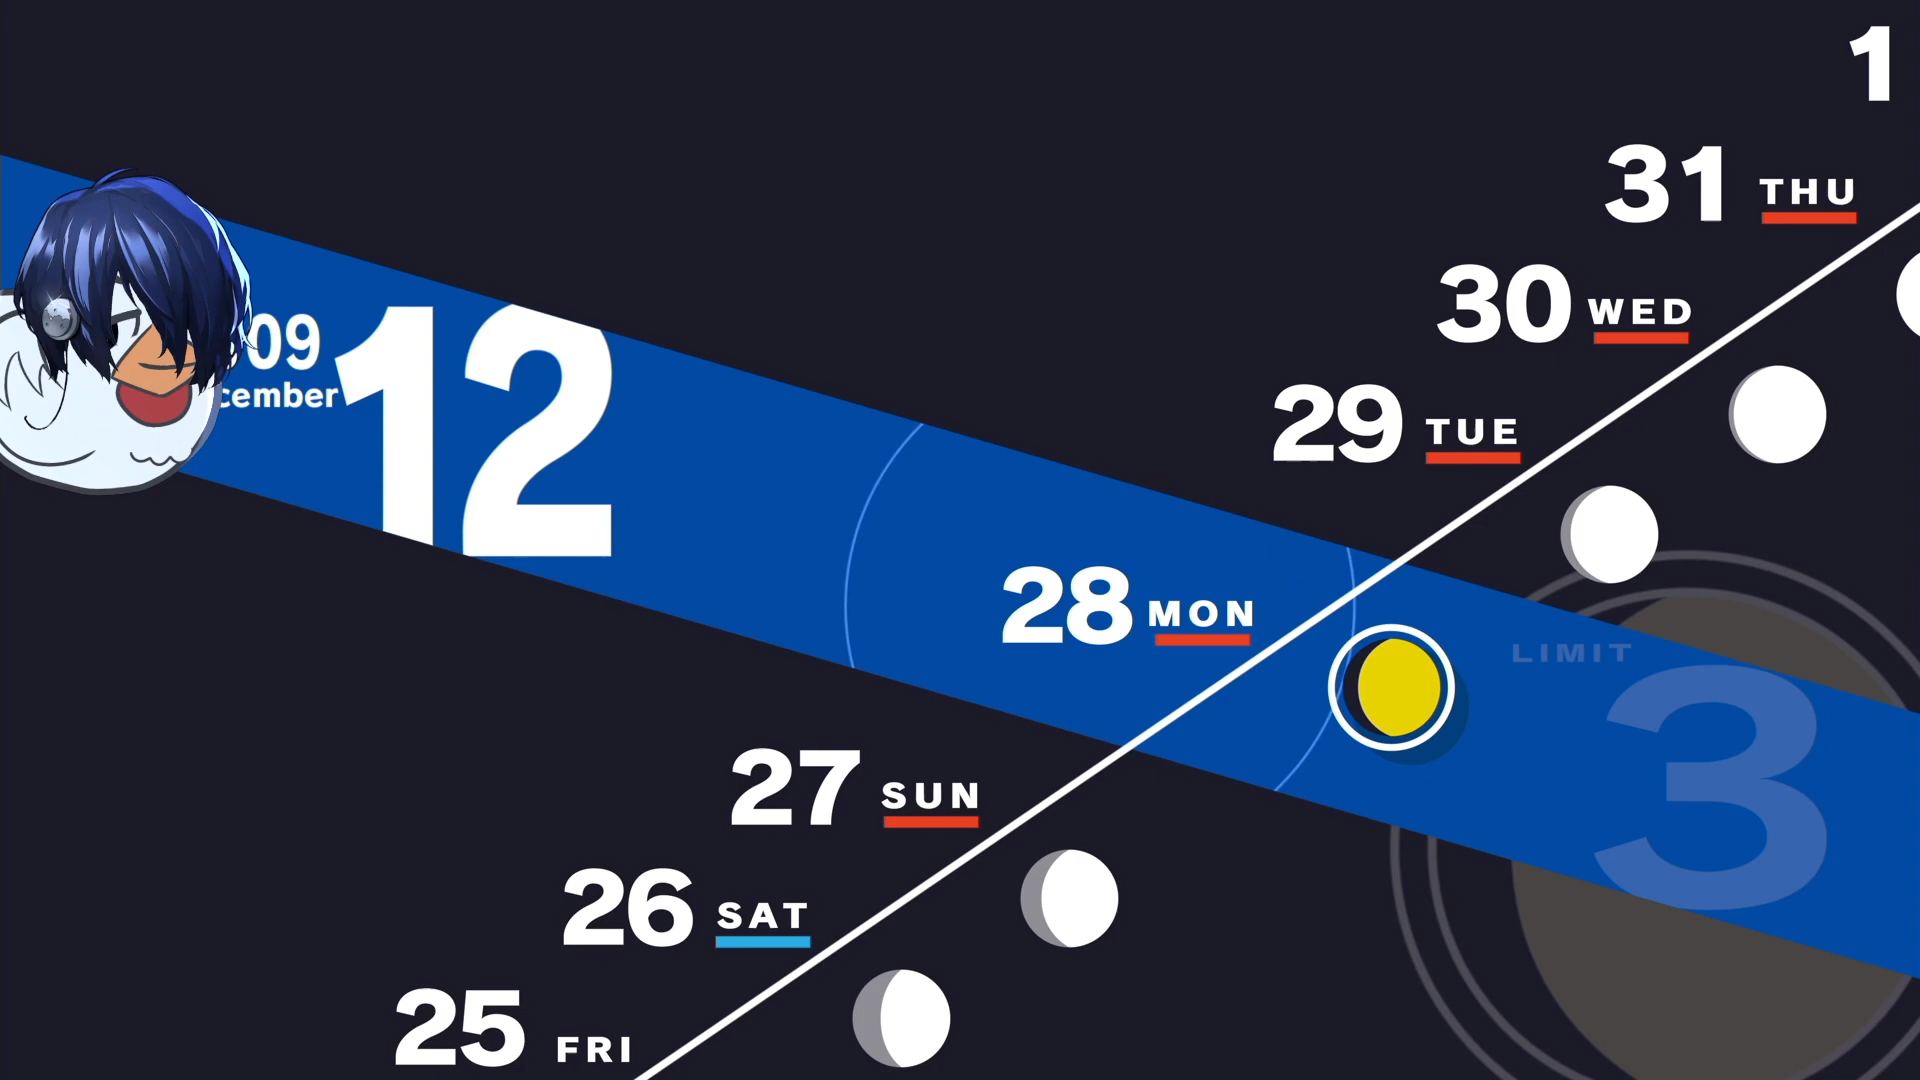 1
31 THU
30 WED
29 TUE
09
cember
12
28 MON
LIMIT
3
27 SUN
26 SAT
25 FRI